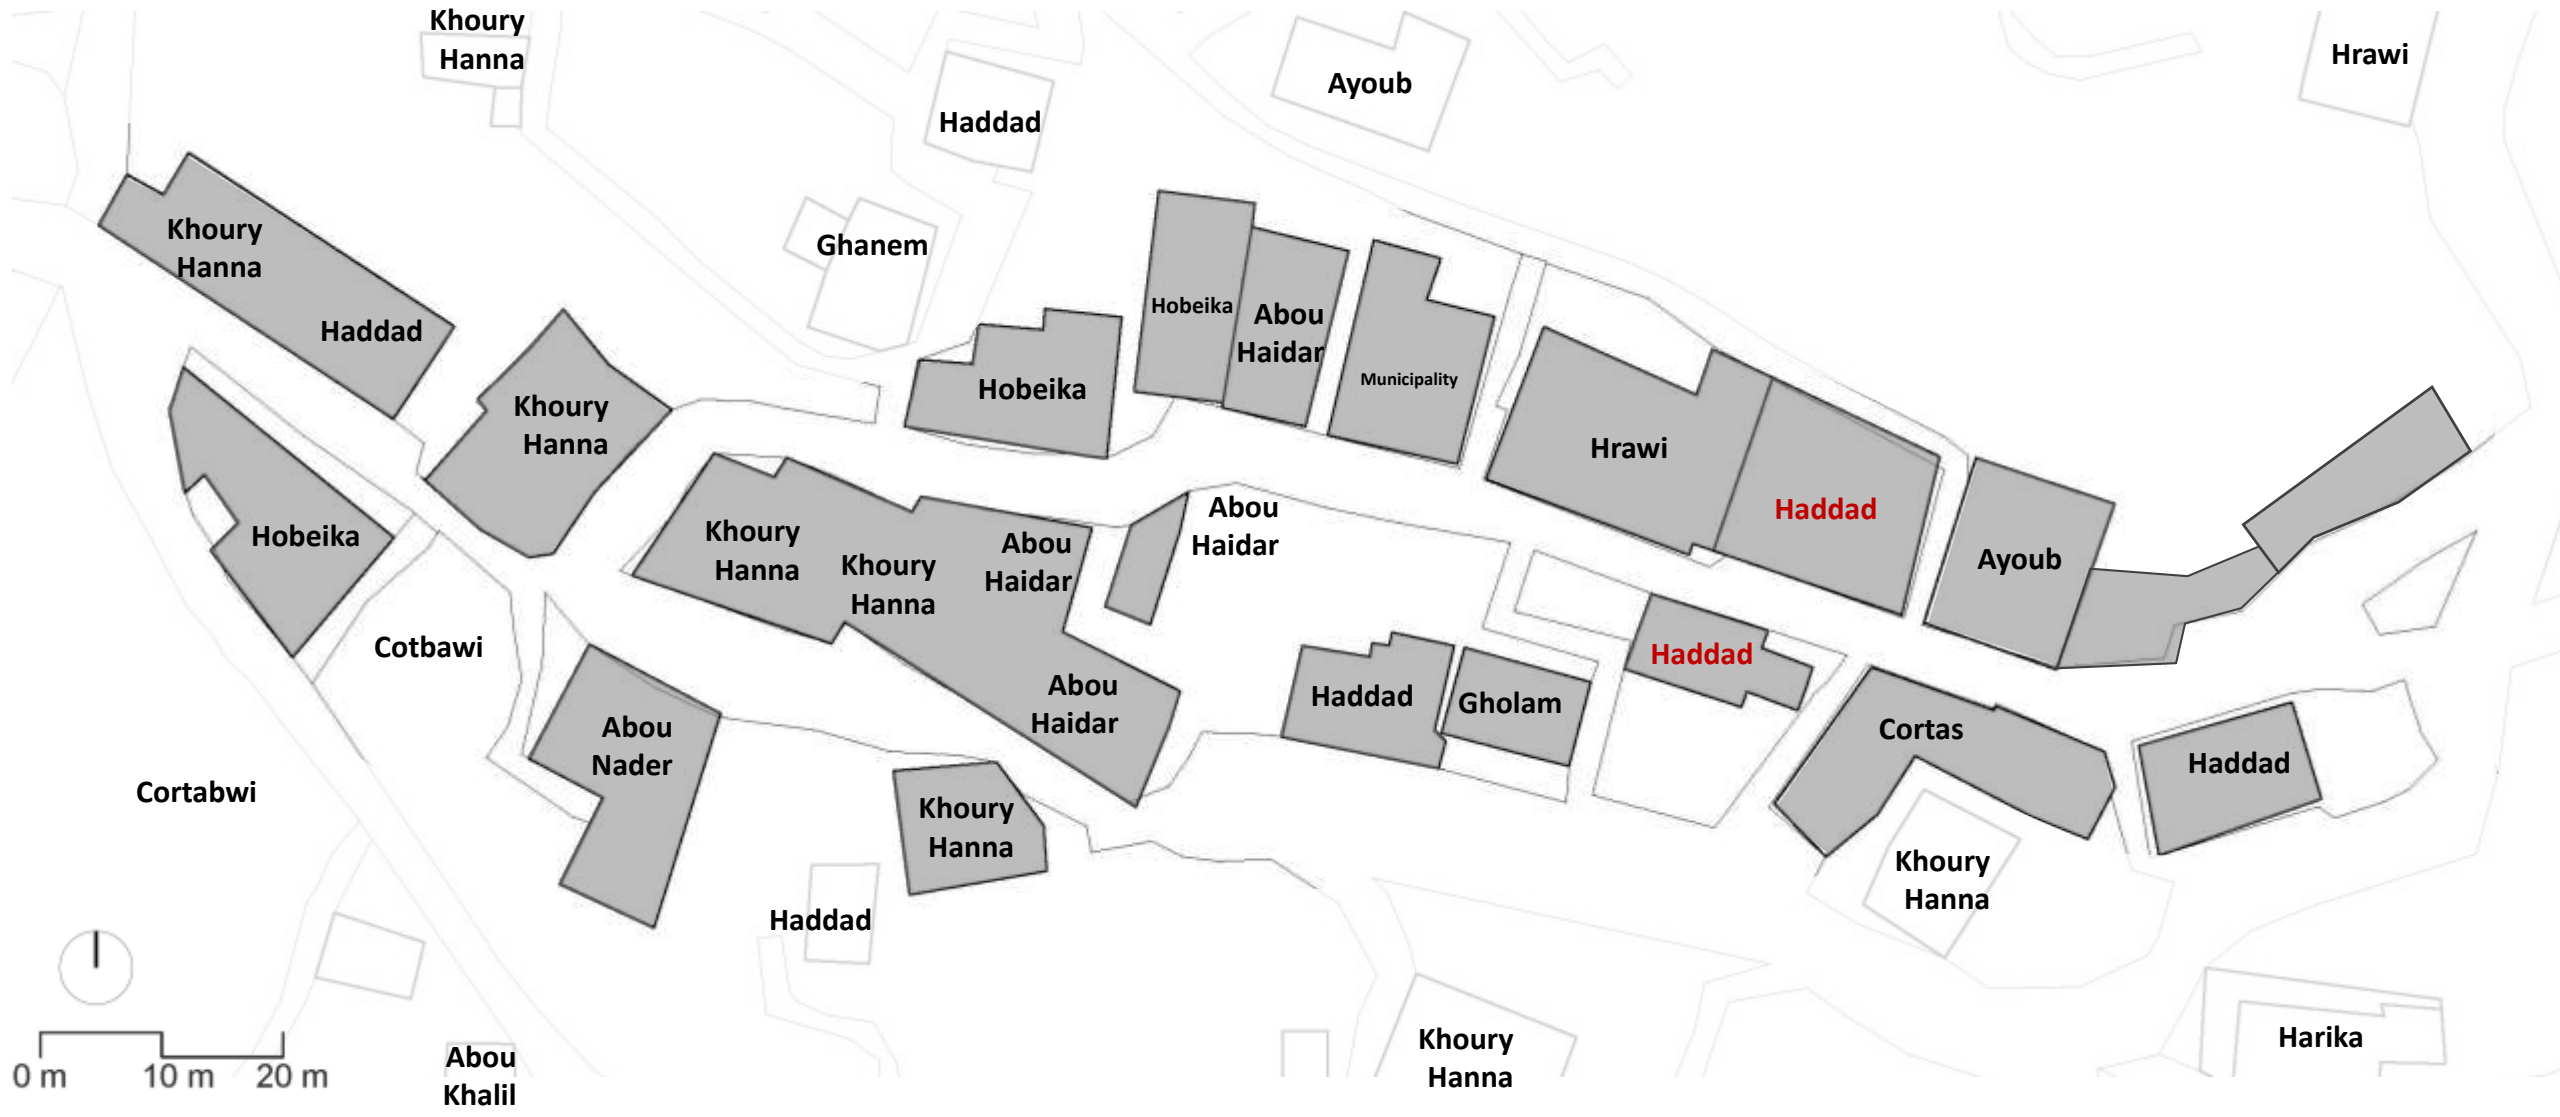 Khoury
Hanna
Hrawi
Ayoub
Haddad
Khoury
Hanna
Ghanem
Haddad
Hobeika
Abou
Haidar
Hobeika
Municipality
Khoury
Hanna
Hrawi
Haddad
Hobeika
Khoury
Hanna
Khoury
Hanna
Abou
Haidar
Abou
Haidar
Ayoub
Cotbawi
Abou
Haidar
Haddad
Gholam
Haddad
Abou
Nader
Cortas
Haddad
Cortabwi
Khoury
Hanna
Khoury
Hanna
Haddad
Khoury
Hanna
Harika
0 m 10 m 20 m
Abou
Khalil